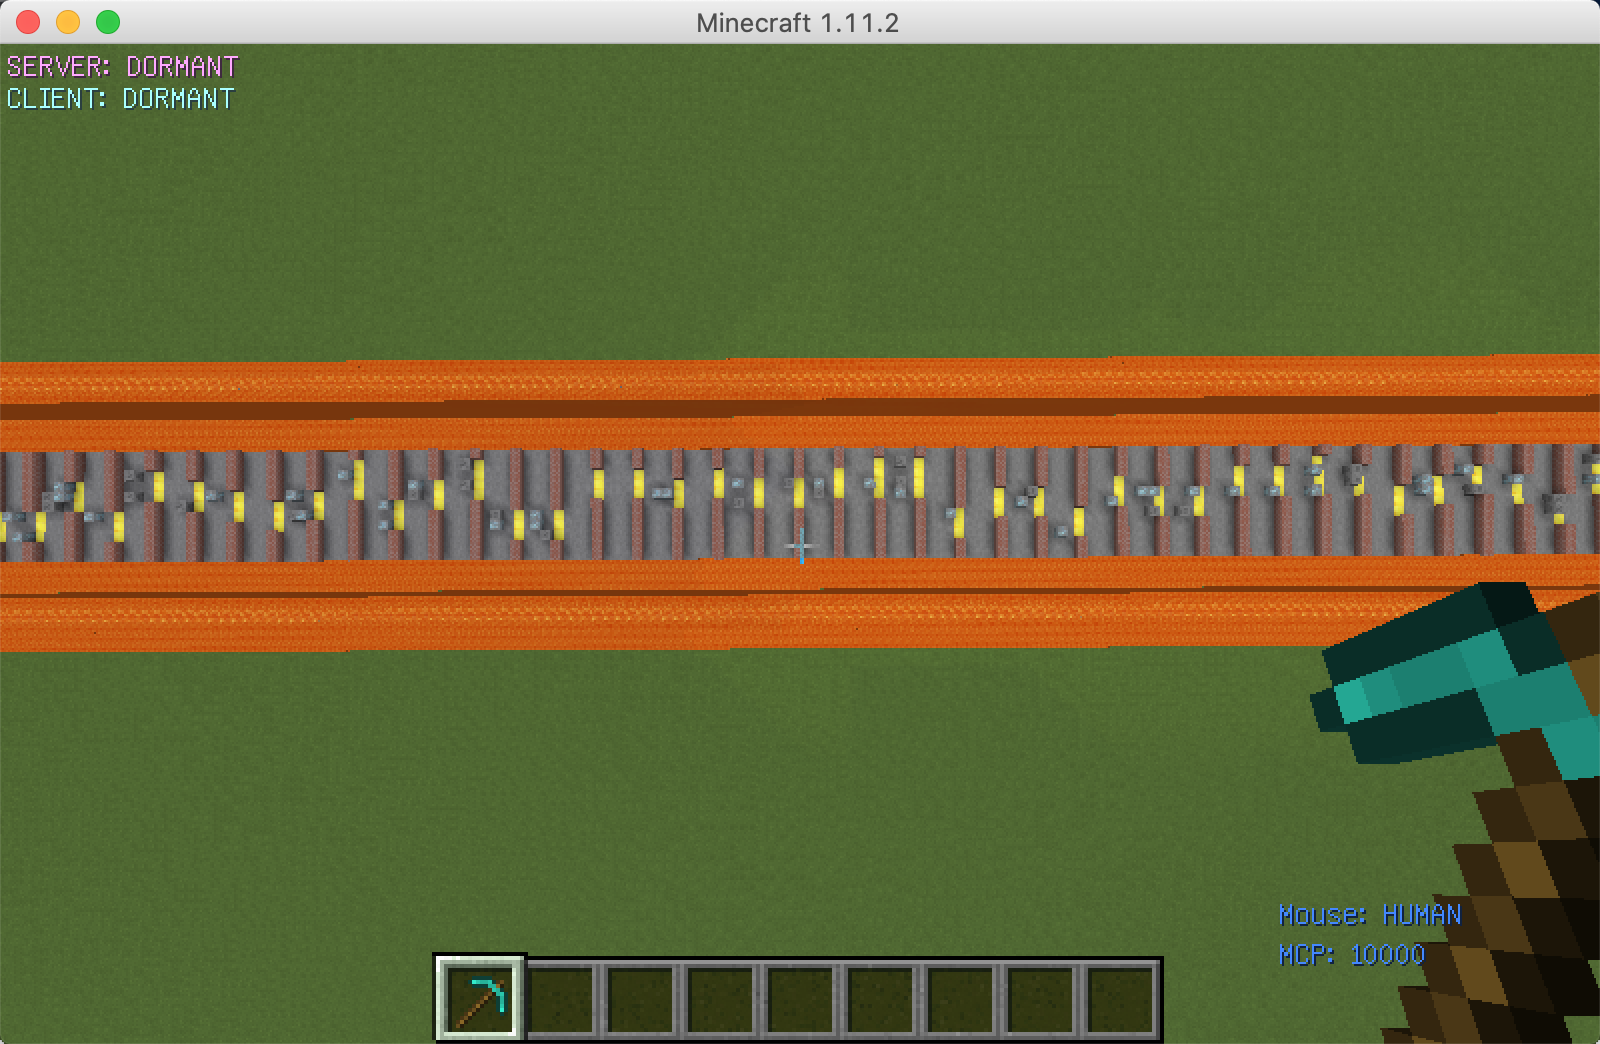 Minecraft 1.11.2
SERVER: DORMANT
CLIENT: DORMANT
Mouse: HUMAN
MCP: 10000